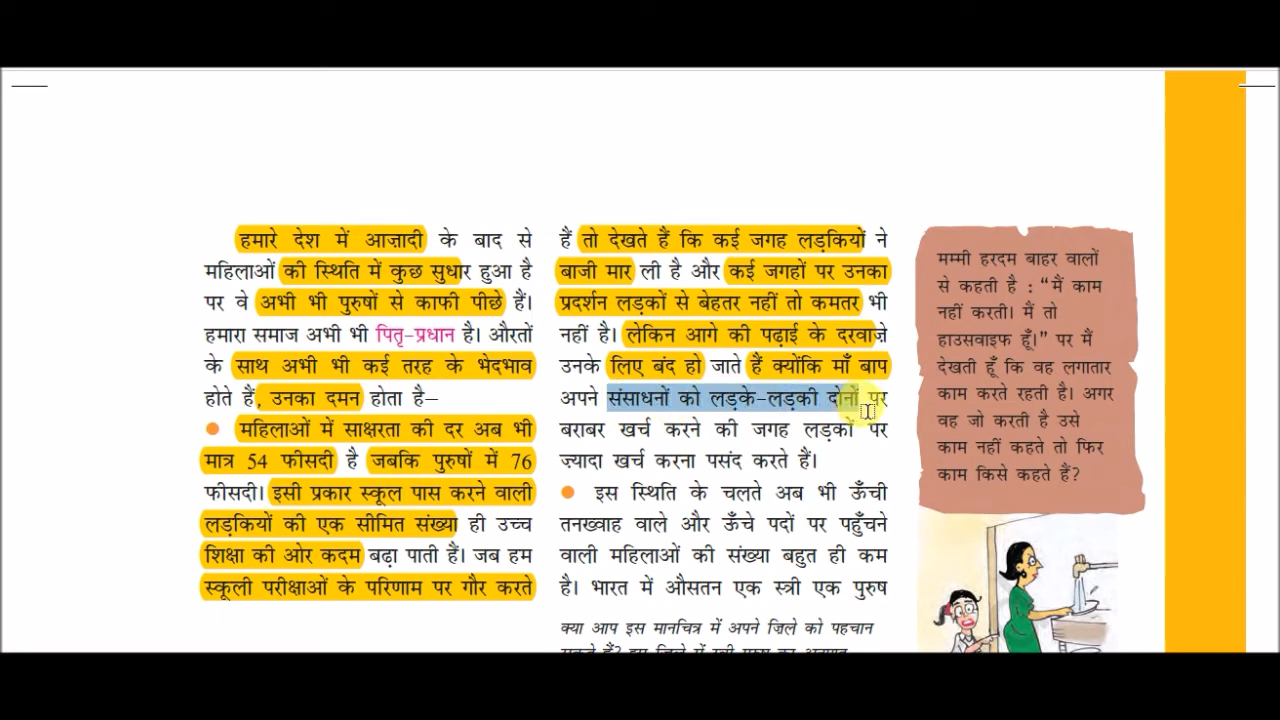 हमारे देश में आज़ादी के बाद से
महिलाओं की स्थिति में कुछ सुधार हुआ है
पर वे अभी भी पुरुषों से काफी पीछे हैं।
हमारा समाज अभी भी पितृ-प्रधान है। औरतों
के साथ अभी भी कई तरह के भेदभाव
होते हैं, उनका दमन होता है–
● महिलाओं में साक्षरता की दर अब भी
मात्र 54 फीसदी है जबकि पुरुषों में 76
फीसदी। इसी प्रकार स्कूल पास करने वाली
लड़कियों की एक सीमित संख्या ही उच्च
शिक्षा की ओर कदम बढ़ा पाती हैं। जब हम
स्कूली परीक्षाओं के परिणाम पर गौर करते
हैं तो देखते हैं कि कई जगह लड़कियों ने
बाजी मार ली है और कई जगहों पर उनका
प्रदर्शन लड़कों से बेहतर नहीं तो कमतर भी
नहीं है। लेकिन आगे की पढ़ाई के दरवाज़े
उनके लिए बंद हो जाते हैं क्योंकि माँ बाप
अपने संसाधनों को लड़के-लड़की दोनों पर
बराबर खर्च करने की जगह लड़कों पर
ज़्यादा खर्च करना पसंद करते हैं।
● इस स्थिति के चलते अब भी ऊँची
तनख्वाह वाले और ऊँचे पदों पर पहुँचने
वाली महिलाओं की संख्या बहुत ही कम
है। भारत में औसतन एक स्त्री एक पुरुष
क्या आप इस मानचित्र में अपने ज़िले को पहचान
मम्मी हरदम बाहर वालों
से कहती है : “मैं काम
नहीं करती। मैं तो
हाउसवाइफ हूँ।” पर मैं
देखती हूँ कि वह लगातार
काम करते रहती है। अगर
वह जो करती है उसे
काम नहीं कहते तो फिर
काम किसे कहते हैं?